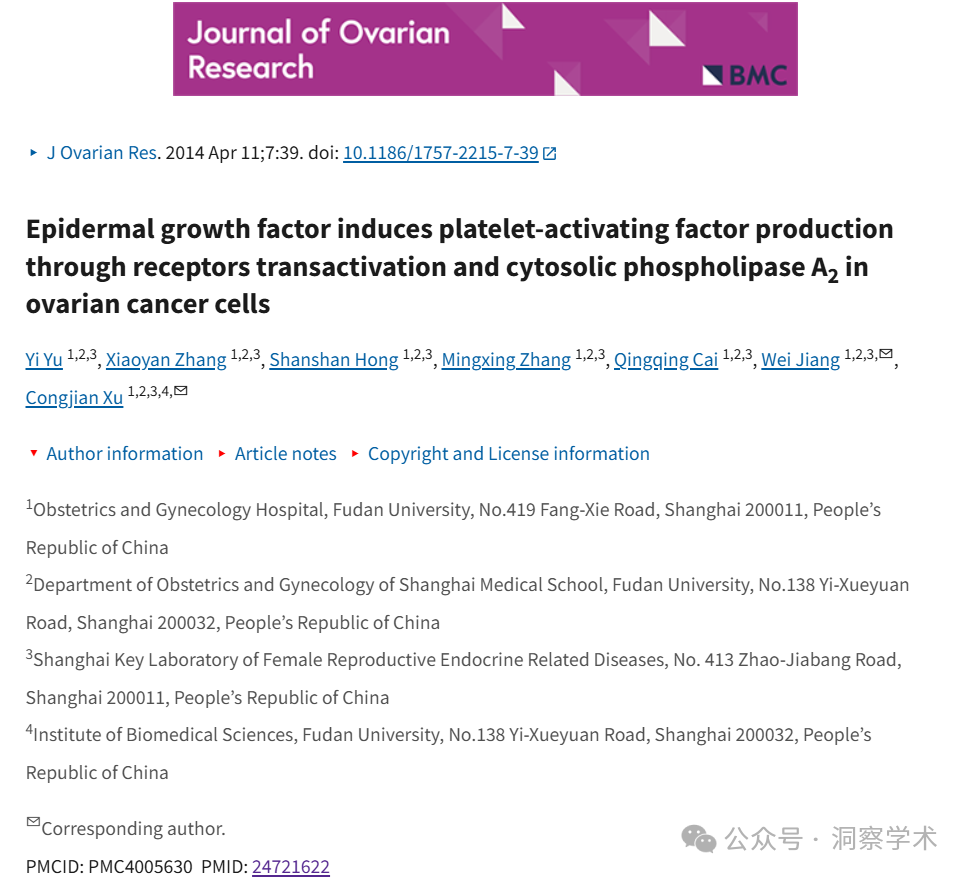 Journal of Ovarian
Research
BMC
J Ovarian Res. 2014 Apr 11;7:39. doi: 10.1186/1757-2215-7-39
Epidermal growth factor induces platelet-activating factor production
through receptors transactivation and cytosolic phospholipase A2 in
ovarian cancer cells
Yi Yu 1,2,3, Xiaoyan Zhang 1,2,3, Shanshan Hong 1,2,3, Mingxing Zhang 1,2,3, Qingqing Cai 1,2,3, Wei Jiang 1,2,3,✉,
Congjian Xu 1,2,3,4,✉
Author information Article notes Copyright and License information
1Obstetrics and Gynecology Hospital, Fudan University, No.419 Fang-Xie Road, Shanghai 200011, People’s
Republic of China
2Department of Obstetrics and Gynecology of Shanghai Medical School, Fudan University, No.138 Yi-Xueyuan
Road, Shanghai 200032, People’s Republic of China
3Shanghai Key Laboratory of Female Reproductive Endocrine Related Diseases, No. 413 Zhao-Jiabang Road,
Shanghai 200011, People’s Republic of China
4Institute of Biomedical Sciences, Fudan University, No.138 Yi-Xueyuan Road, Shanghai 200032, People’s
Republic of China
✉Corresponding author.
公众号 · 洞察学术
PMCID: PMC4005630 PMID: 24721622